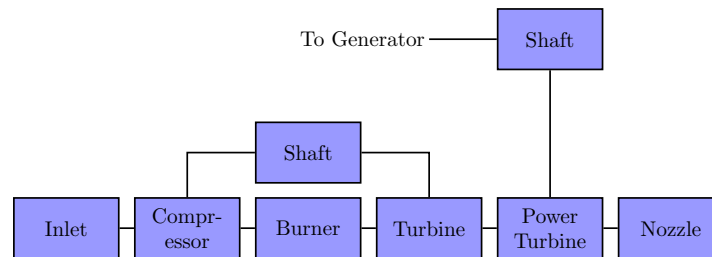 To Generator
Shaft
Shaft
Inlet
Compr-
essor
Burner
Turbine
Power
Turbine
Nozzle